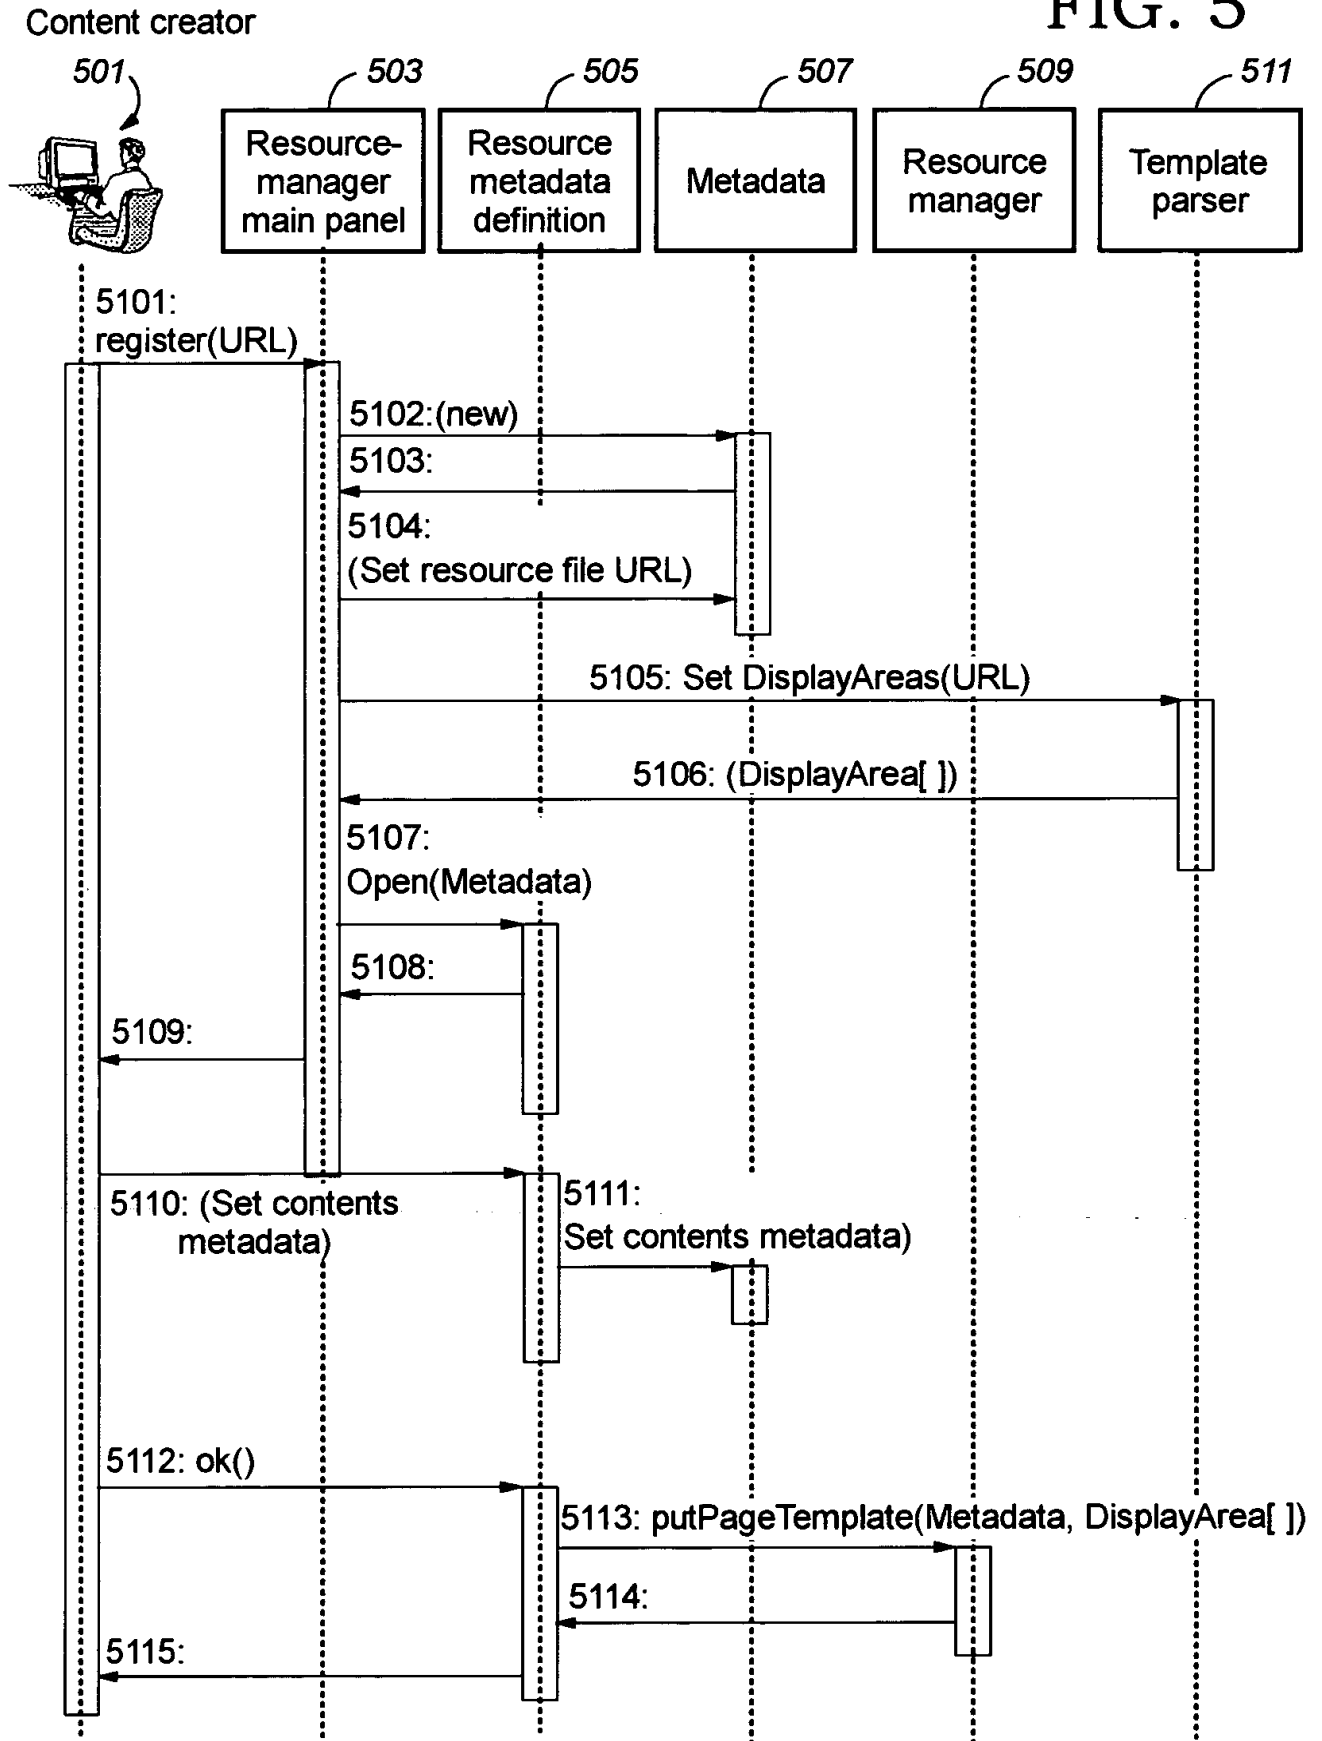 FIG. 5
Content creator
501
503
505
507
509
511
Resource-
manager
main panel
Resource
metadata
definition
Metadata
Resource
manager
Template
parser
5101:
register(URL)
5102:(new)
5103:
5104:
(Set resource file URL)
5105: Set DisplayAreas(URL)
5106: (DisplayArea[ ])
5107:
Open(Metadata)
5108:
5109:
5110: (Set contents
metadata)
5111:
Set contents metadata)
5112: ok()
5113: putPageTemplate(Metadata, DisplayArea[ ])
5114:
5115: